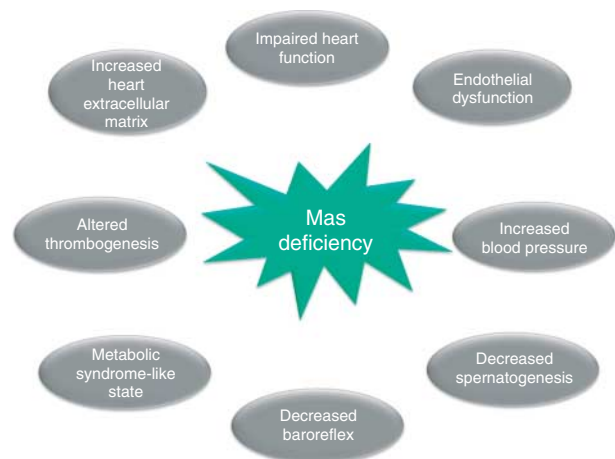 Impaired heart
function
Increased
heart
extracellular
matrix
Endothelial
dysfunction
Altered
thrombogenesis
Mas
deficiency
Increased
blood pressure
Metabolic
syndrome-like
state
Decreased
spernatogenesis
Decreased
baroreflex